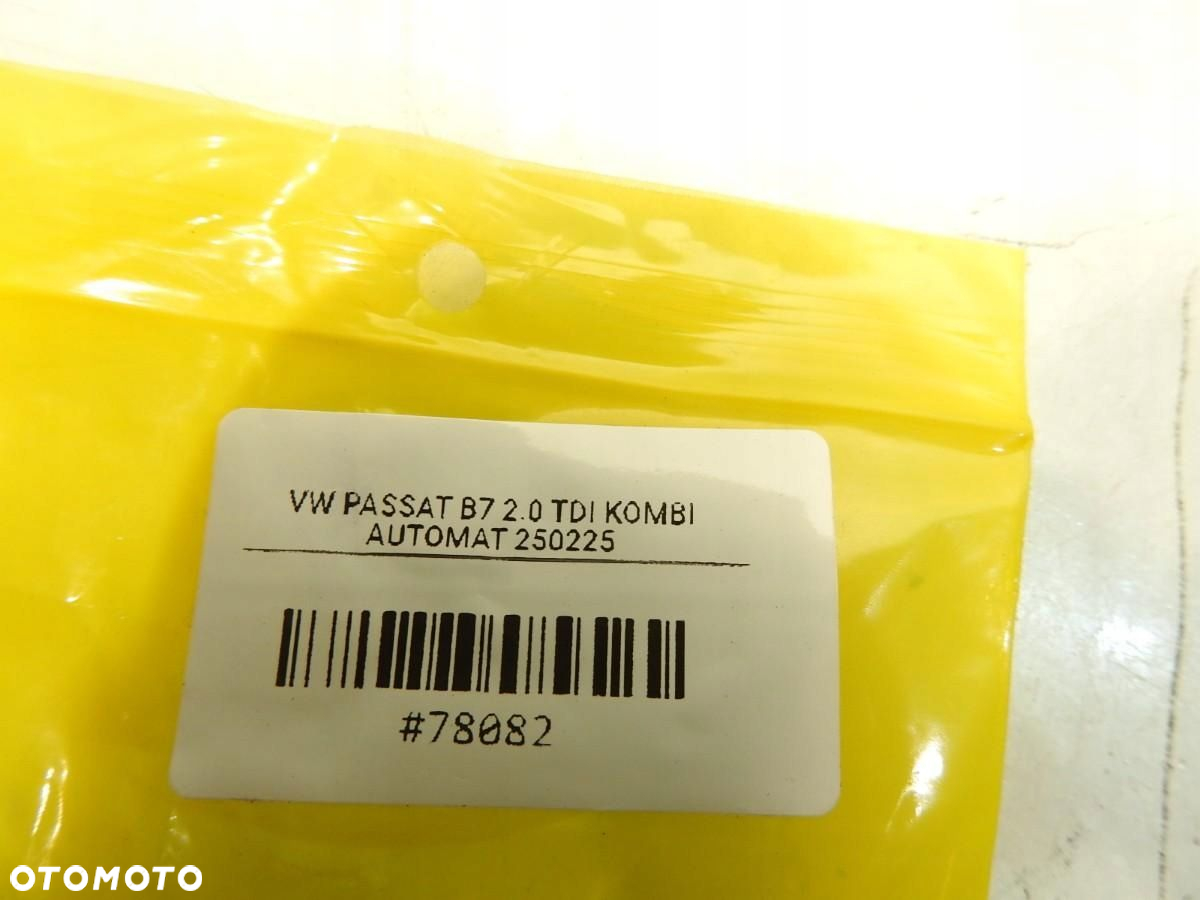 VW PASSAT B7 2.0 TDI KOMBI
AUTOMAT 250225
#78082
OTOMOTO